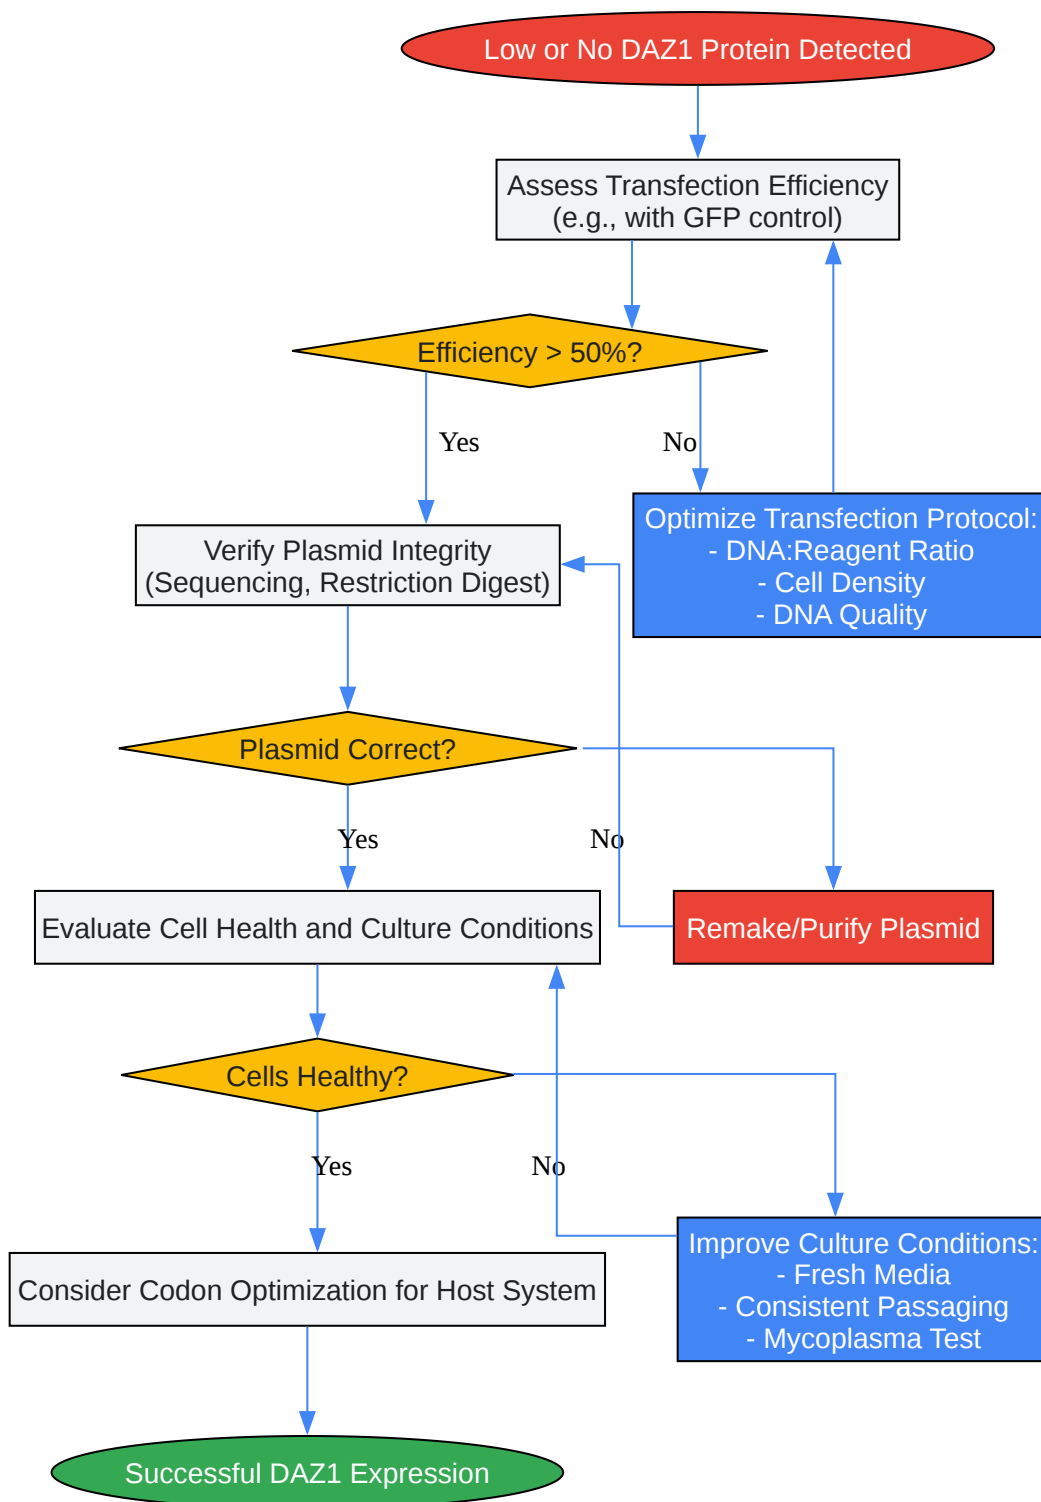 Low or No DAZ1 Protein Detected
Assess Transfection Efficiency
(e.g., with GFP control)
Efficiency > 50%?
Yes
No
Optimize Transfection Protocol:
- DNA:Reagent Ratio
- Cell Density
- DNA Quality
Verify Plasmid Integrity
(Sequencing, Restriction Digest)
Plasmid Correct?
Yes
No
Evaluate Cell Health and Culture Conditions
Remake/Purify Plasmid
Cells Healthy?
Yes
No
Improve Culture Conditions:
- Fresh Media
- Consistent Passaging
- Mycoplasma Test
Consider Codon Optimization for Host System
Successful DAZ1 Expression